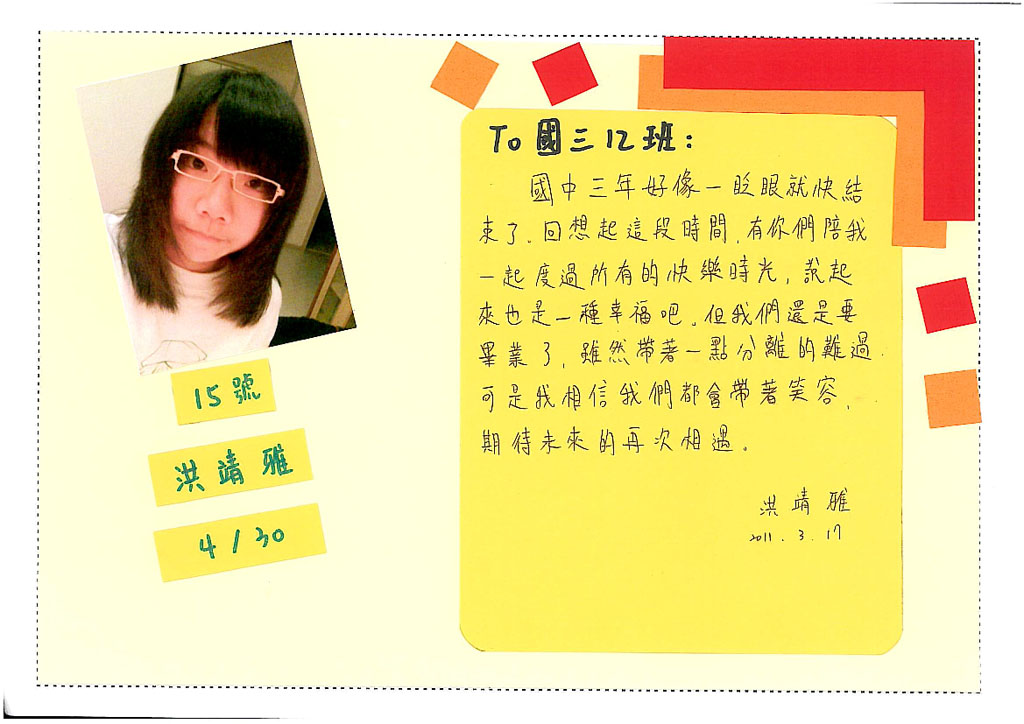 15號
洪靖雅
4/30
To 國三12班：
國中三年好像一眨眼就快結
束了。回想起這段時間，有你們陪我
一起度過所有的快樂時光，說起
來也是一種幸福吧。但我們還是要
畢業了，雖然帶著一點分離的難過，
可是我相信我們都會帶著笑容，
期待未來的再次相遇。
洪靖雅
2011.3.17